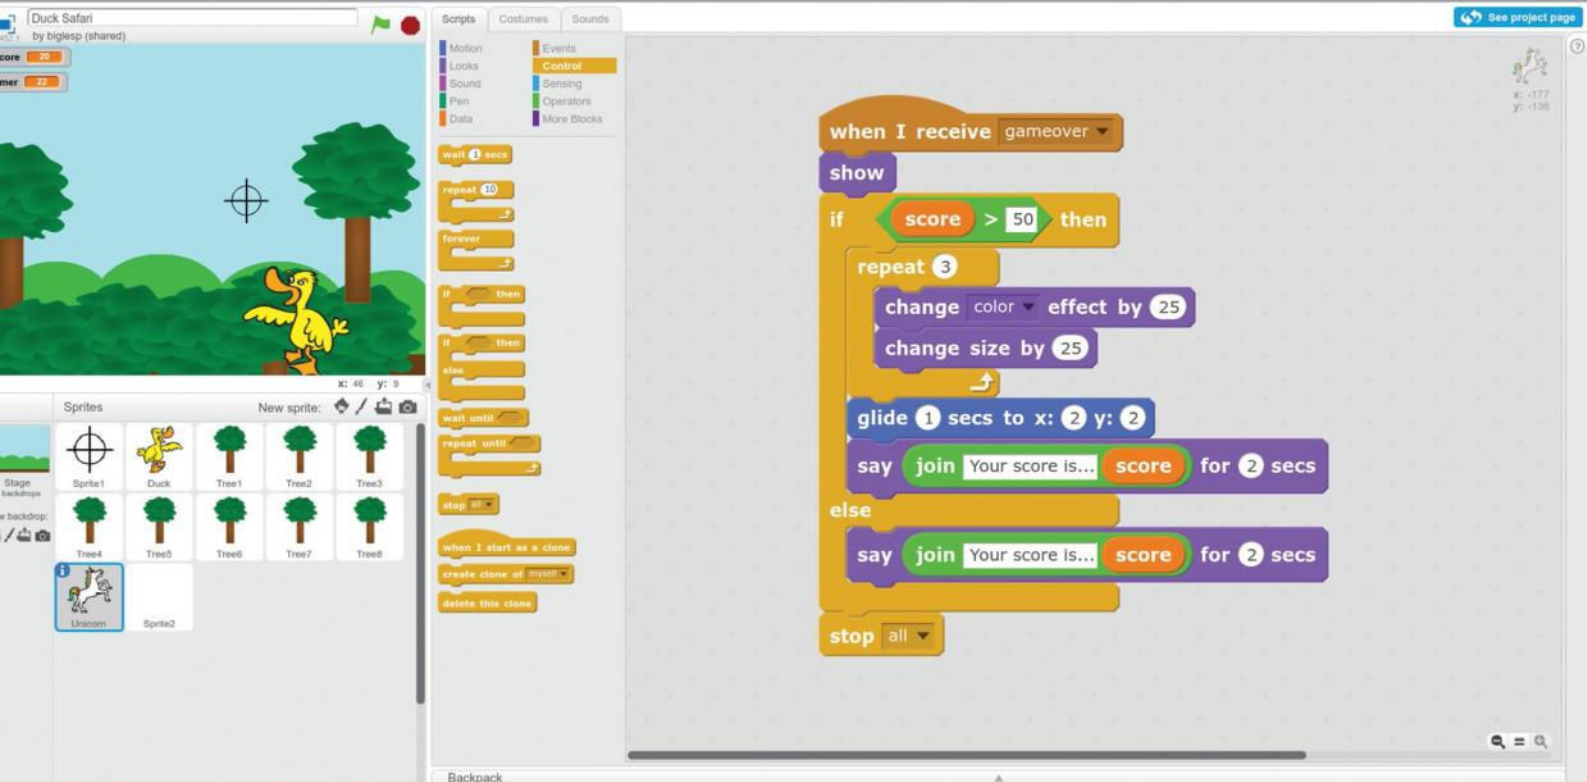 Duck Safari
by biglesp (shared)
core 20
mer 22
x: 46 y: 9
Sprites
New sprite:
Stage
backdrops
w backdrop:
Sprite1
Duck
Tree1
Tree2
Tree3
Tree4
Tree5
Tree6
Tree7
Tree8
Unicorn
Sprite2
Scripts
Costumes
Sounds
Motion
Events
Looks
Control
Sound
Sensing
Pen
Operators
Data
More Blocks
wait 1 secs
repeat 10
forever
if then
if then
else
wait until
repeat until
stop all
when I start as a clone
create clone of myself
delete this clone
See project page
x: -177
y: -136
when I receive gameover
show
if score > 50 then
repeat 3
change color effect by 25
change size by 25
glide 1 secs to x: 2 y: 2
say join Your score is... score for 2 secs
else
say join Your score is... score for 2 secs
stop all
Backpack